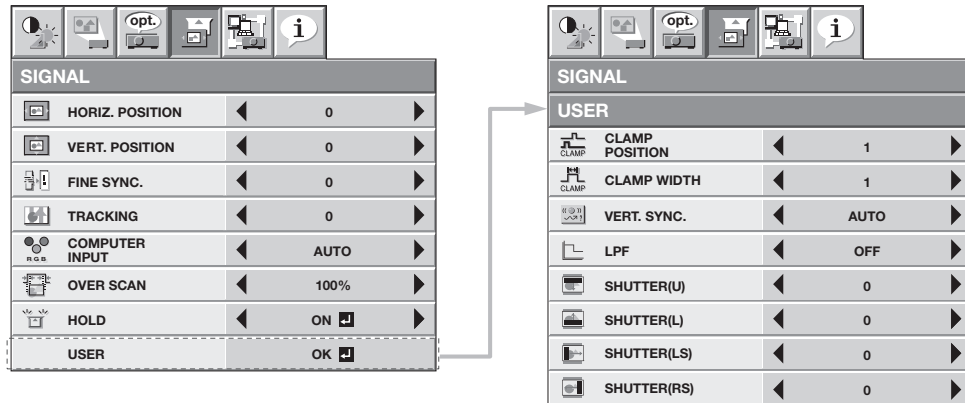 opt.
SIGNAL
HORIZ. POSITION 0
VERT. POSITION 0
FINE SYNC. 0
TRACKING 0
R G B
COMPUTER
INPUT AUTO
OVER SCAN 100%
HOLD ON
USER OK
opt.
SIGNAL
USER
CLAMP
CLAMP
POSITION 1
CLAMP
CLAMP WIDTH 1
VERT. SYNC. AUTO
LPF OFF
SHUTTER(U) 0
SHUTTER(L) 0
SHUTTER(LS) 0
SHUTTER(RS) 0